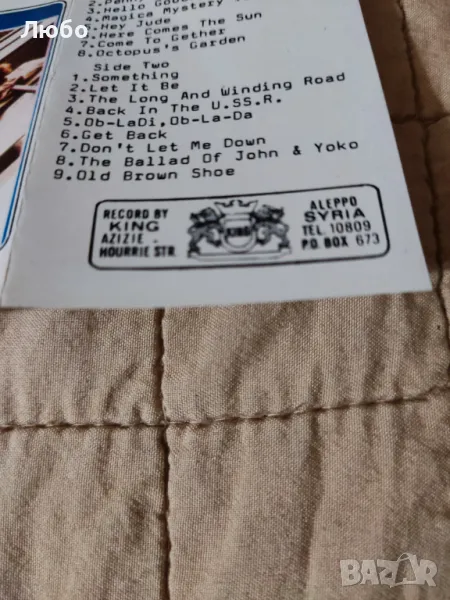 Любо
3.Hello
4.Magica Mystery
5.Hey Jude
6.Here Comes The Sun
7.Come To Gether
8.Octopus's Garden
Side Two
1.Something
2.Let It Be
3.The Long And Winding Road
4.Back In The U.SS.R.
5.Ob-LaDi,Ob-La-Da
6.Get Back
7.Don't Let Me Down
8.The Ballad Of John & Yoko
9.Old Brown Shoe
RECORD BY
KING
AZIZIE -
HOURRIE STR.
KING
ALEPPO
SYRIA
TEL. 10809
P.O. BOX 673
BAZAR